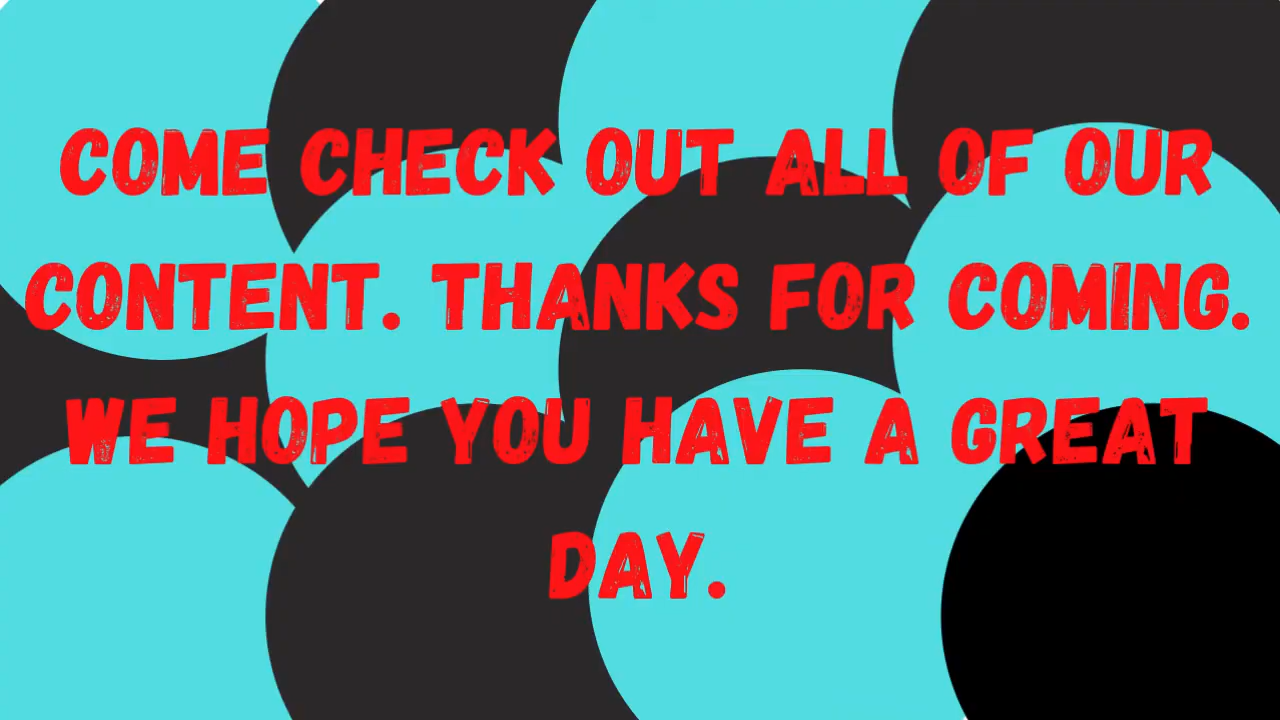 COME CHECK OUT ALL OF OUR
CONTENT. THANKS FOR COMING.
WE HOPE YOU HAVE A GREAT
DAY.